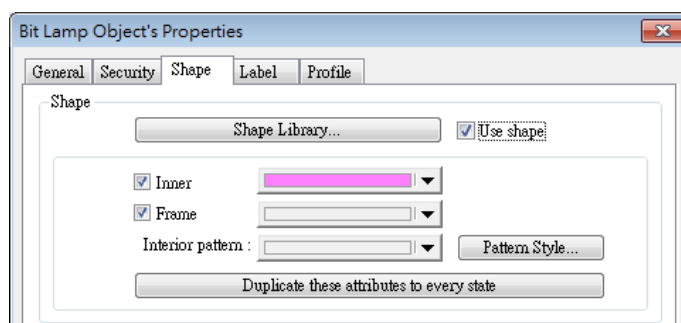 Bit Lamp Object's Properties
General Security Shape Label Profile
Shape
Shape Library... Use shape
Inner
Frame
Interior pattern : Pattern Style...
Duplicate these attributes to every state